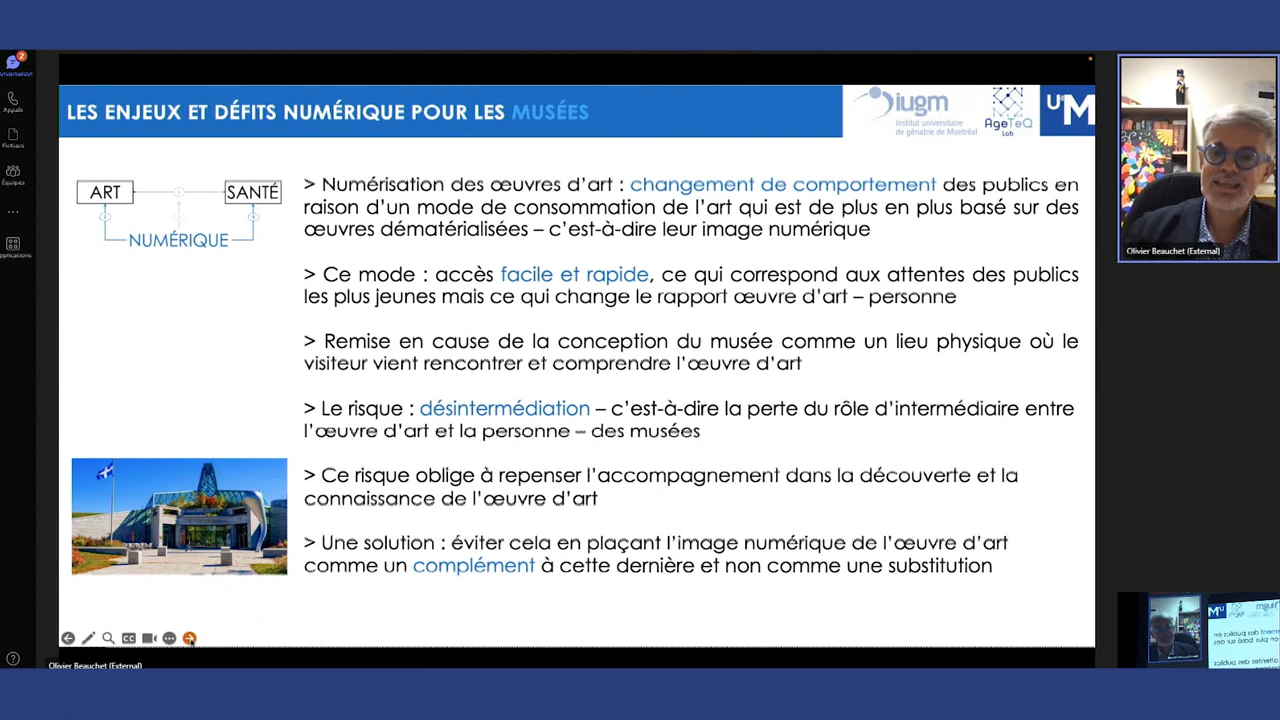 2
Appels
Fichiers
Équipes
LES ENJEUX ET DÉFITS NUMÉRIQUE POUR LES MUSÉES
iugm
Institut universitaire
de gériatrie de Montréal
AgeTeQ
Lab
UM
ART
SANTÉ
NUMÉRIQUE
> Numérisation des œuvres d’art : changement de comportement des publics en
raison d’un mode de consommation de l’art qui est de plus en plus basé sur des
œuvres dématérialisées – c’est-à-dire leur image numérique
> Ce mode : accès facile et rapide, ce qui correspond aux attentes des publics
les plus jeunes mais ce qui change le rapport œuvre d’art – personne
> Remise en cause de la conception du musée comme un lieu physique où le
visiteur vient rencontrer et comprendre l’œuvre d’art
> Le risque : désintermédiation – c’est-à-dire la perte du rôle d’intermédiaire entre
l’œuvre d’art et la personne – des musées
> Ce risque oblige à repenser l’accompagnement dans la découverte et la
connaissance de l’œuvre d’art
> Une solution : éviter cela en plaçant l’image numérique de l’œuvre d’art
comme un complément à cette dernière et non comme une substitution
CC
Olivier Beauchet (External)
Olivier Beauchet (External)